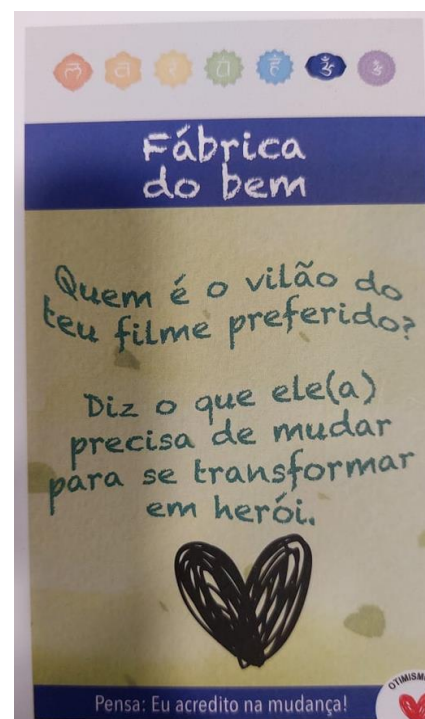 Fábrica
do bem
Quem é o vilão do
teu filme preferido?
Diz o que ele(a)
precisa de mudar
para se transformar
em herói.
OTIMISM
Pensa: Eu acredito na mudança!